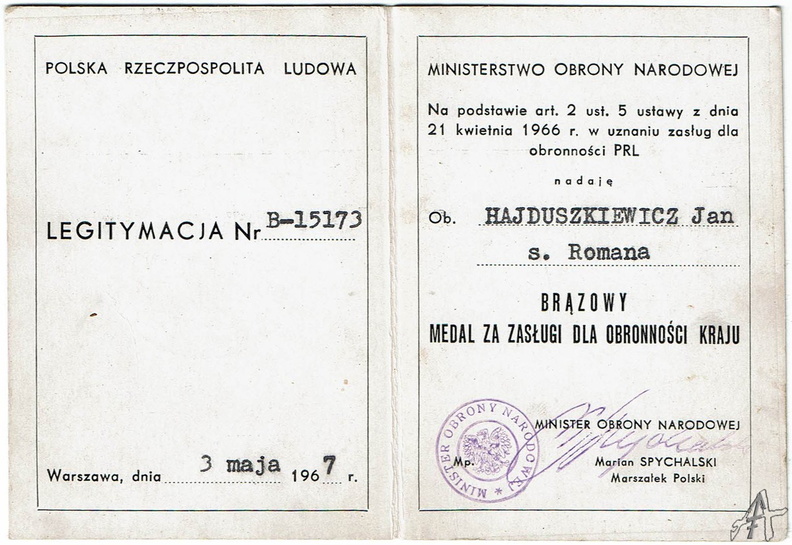 POLSKA RZECZPOSPOLITA LUDOWA
LEGITYMACJA Nr B-15173
Warszawa, dnia 3 maja 1967 r.
MINISTERSTWO OBRONY NARODOWEJ
Na podstawie art. 2 ust. 5 ustawy z dnia
21 kwietnia 1966 r. w uznaniu zasług dla
obronności PRL
nadaję
Ob. HAJDUSZKIEWICZ Jan
s. Romana
BRĄZOWY
MEDAL ZA ZASŁUGI DLA OBRONNOŚCI KRAJU
MINISTER OBRONY NARODOWEJ
Mp.
MINISTER OBRONY NARODOWEJ
Marian SPYCHALSKI
Marszałek Polski